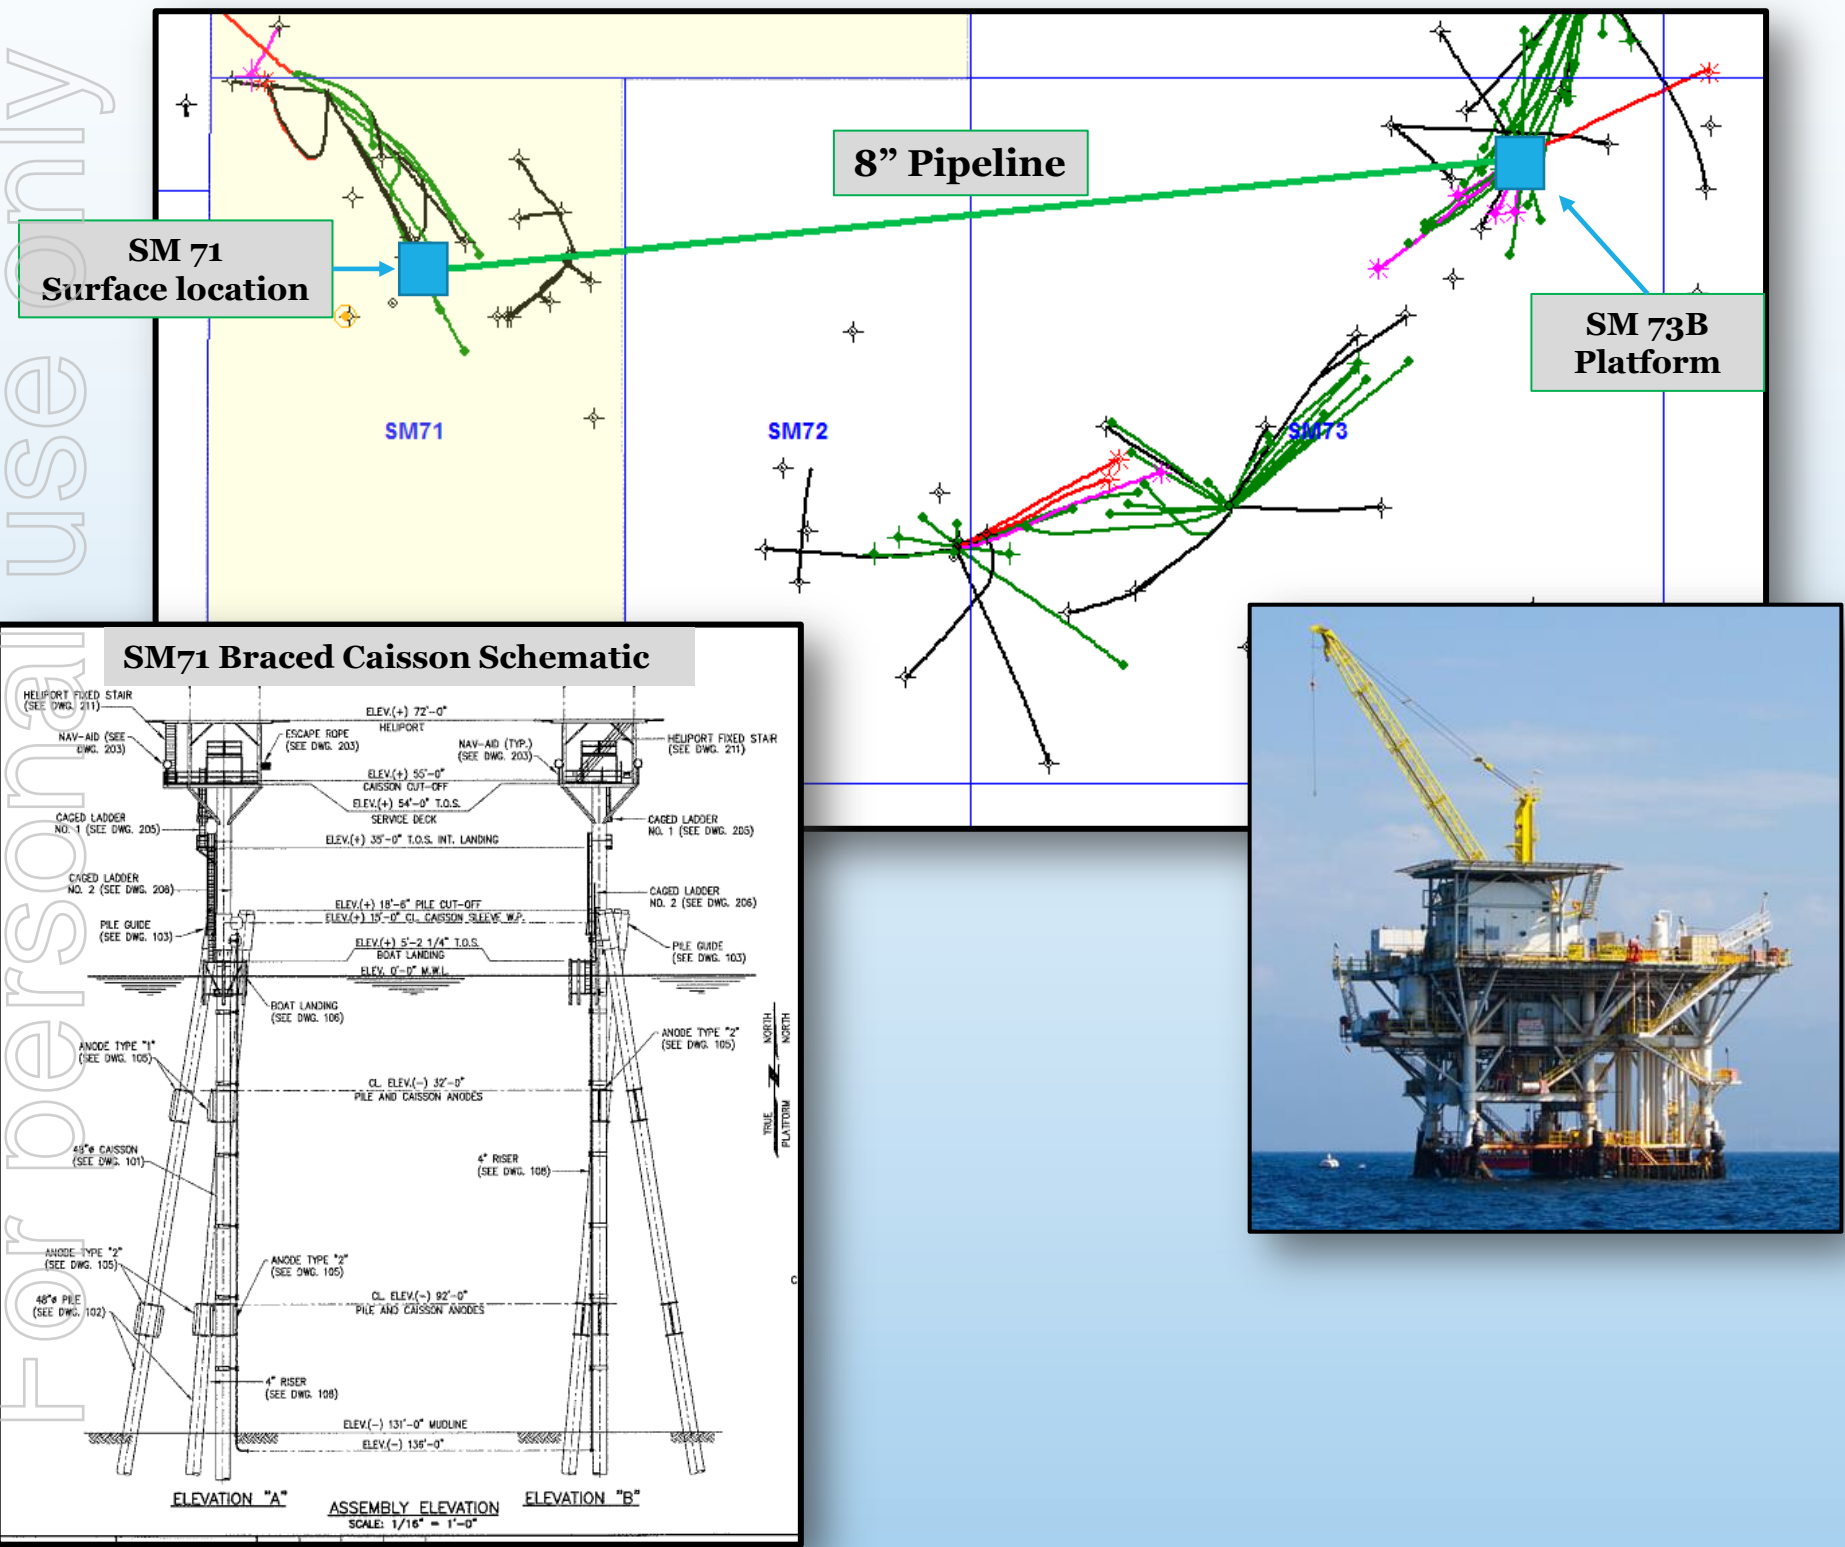 For personal use only
8” Pipeline
SM 71
Surface location
SM 73B
Platform
SM71
SM72
SM73
SM71 Braced Caisson Schematic
HELIPORT FIXED STAIR
(SEE DWG. 211)
NAV-AID (SEE
DWG. 203)
ELEV.(+) 72'-0"
HELIPORT
ESCAPE ROPE
(SEE DWG. 203)
NAV-AID (TYP.)
(SEE DWG. 203)
HELIPORT FIXED STAIR
(SEE DWG. 211)
ELEV.(+) 55'-0"
CAISSON CUT-OFF
ELEV.(+) 54'-0" T.O.S.
SERVICE DECK
CAGED LADDER
NO. 1 (SEE DWG. 205)
CAGED LADDER
NO. 1 (SEE DWG. 205)
ELEV.(+) 35'-0" T.O.S. INT. LANDING
CAGED LADDER
NO. 2 (SEE DWG. 206)
CAGED LADDER
NO. 2 (SEE DWG. 206)
ELEV.(+) 18'-6" PILE CUT-OFF
ELEV.(+) 15'-0" CL. CAISSON SLEEVE W.P.
PILE GUIDE
(SEE DWG. 103)
PILE GUIDE
(SEE DWG. 103)
ELEV.(+) 5'-2 1/4" T.O.S.
BOAT LANDING
ELEV. 0'-0" M.W.L.
BOAT LANDING
(SEE DWG. 106)
ANODE TYPE "1"
(SEE DWG. 105)
ANODE TYPE "2"
(SEE DWG. 105)
TRUE NORTH
PLATFORM NORTH
CL. ELEV.(-) 32'-0"
PILE AND CAISSON ANODES
48"ø CAISSON
(SEE DWG. 101)
4" RISER
(SEE DWG. 108)
ANODE TYPE "2"
(SEE DWG. 105)
ANODE TYPE "2"
(SEE DWG. 105)
48"ø PILE
(SEE DWG. 102)
CL. ELEV.(-) 92'-0"
PILE AND CAISSON ANODES
4" RISER
(SEE DWG. 108)
ELEV.(-) 131'-0" MUDLINE
ELEV.(-) 136'-0"
ELEVATION "A"
ASSEMBLY ELEVATION
SCALE: 1/16" = 1'-0"
ELEVATION "B"